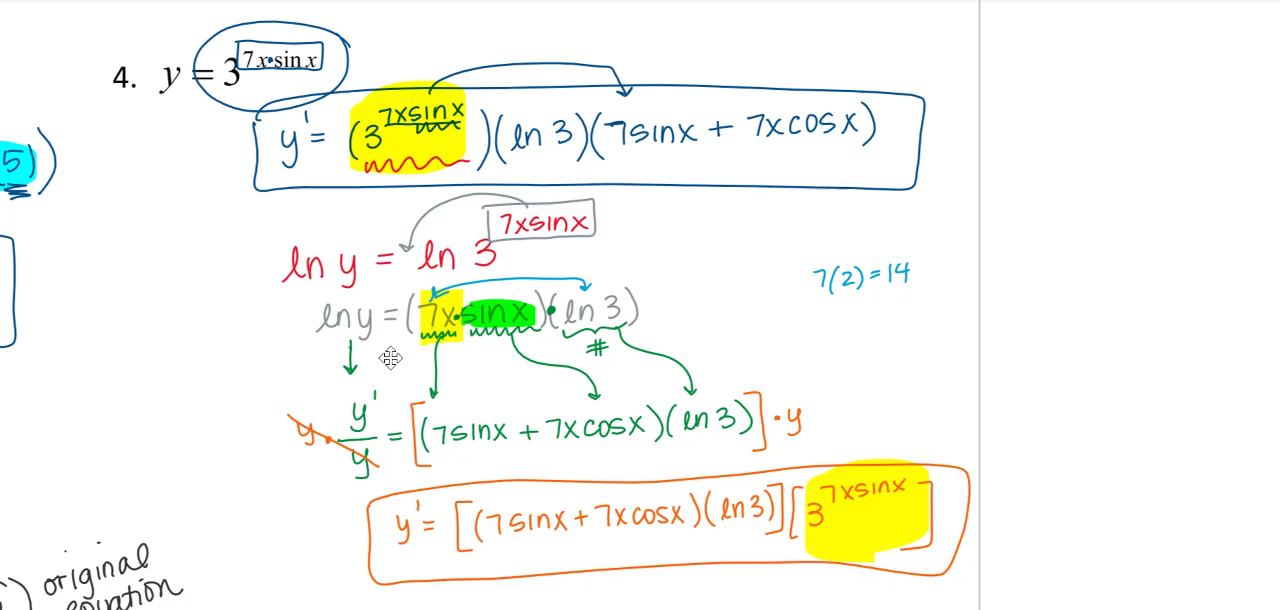 4. y = 3^(7x•sin x)
y' = (3^(7xsinx))(ln 3)(7sinx + 7xcosx)
5))
ln y = ln 3^(7xsinx)
7(2)=14
ln y = (7x•sinx)•(ln 3)
#
y • y'/y = [(7sinx + 7xcosx)(ln 3)] • y
y' = [(7sinx + 7xcosx)(ln 3)][3^(7xsinx)]
) original
equation